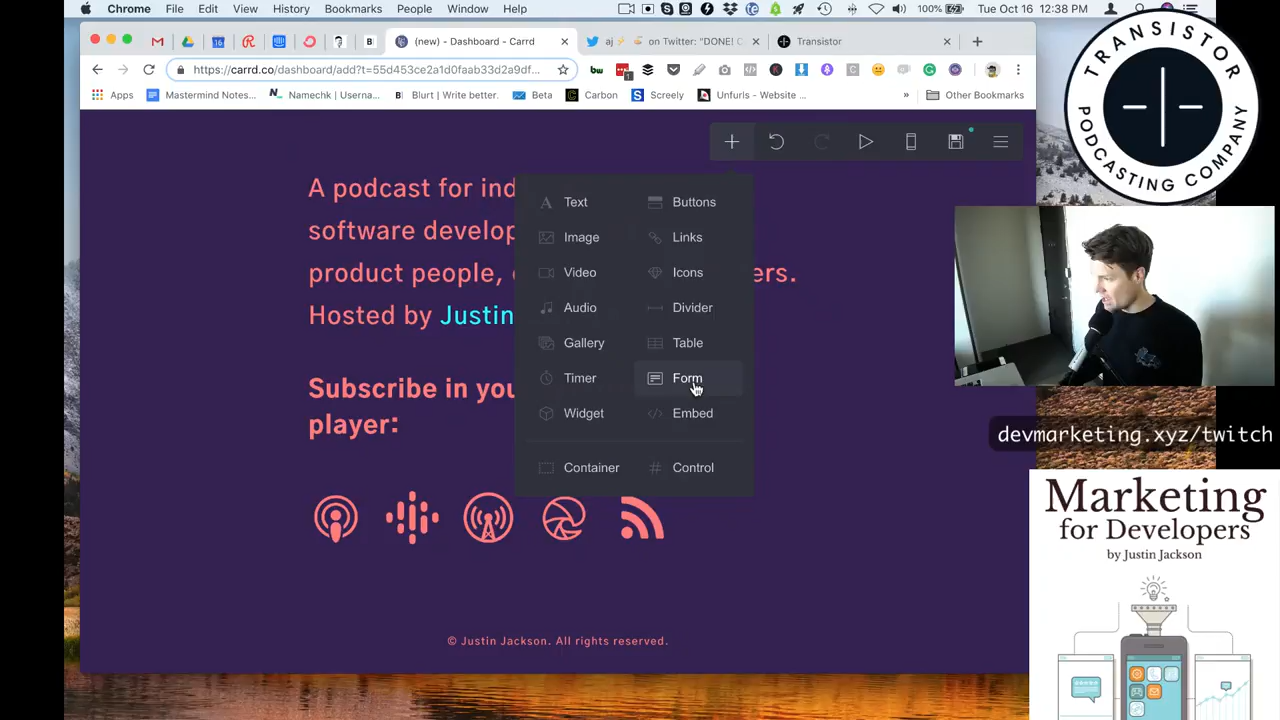 Chrome File Edit View History Bookmarks People Window Help 100% Tue Oct 16 12:38 PM
(new) - Dashboard - Carrd
aj⚡ on Twitter: "DONE! C
Transistor
https://carrd.co/dashboard/add?t=55d453ce2a1d0faab33d2a9df...
Apps Mastermind Notes... Namechk | Userna... Blurt | Write better. Beta Carbon Screely Unfurls - Website ... » Other Bookmarks
TRANSISTOR
PODCASTING COMPANY
A podcast for ind
software develop
product people, ers.
Hosted by Justin
Subscribe in you
player:
Text Buttons
Image Links
Video Icons
Audio Divider
Gallery Table
Timer Form
Widget Embed
Container Control
© Justin Jackson. All rights reserved.
devmarketing.xyz/twitch
Marketing
for Developers
by Justin Jackson